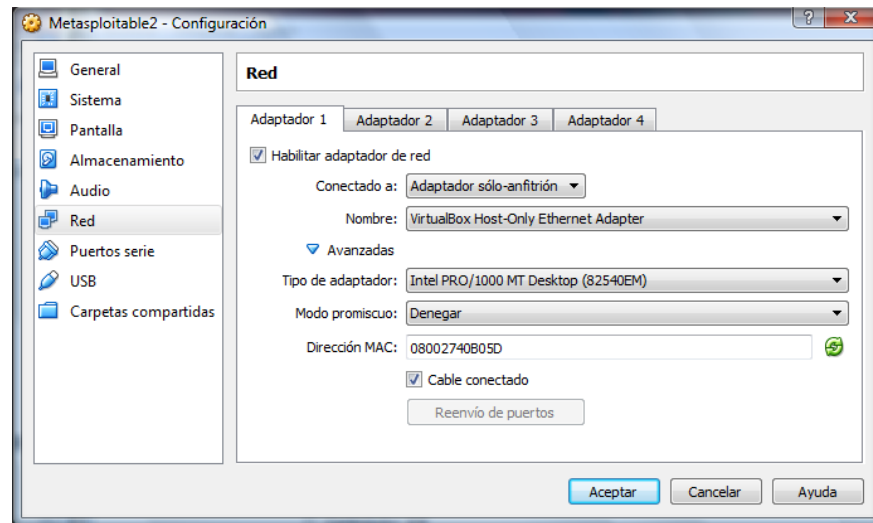 Metasploitable2 - Configuración
General
Sistema
Pantalla
Almacenamiento
Audio
Red
Puertos serie
USB
Carpetas compartidas
Red
Adaptador 1 Adaptador 2 Adaptador 3 Adaptador 4
Habilitar adaptador de red
Conectado a: Adaptador sólo-anfitrión
Nombre: VirtualBox Host-Only Ethernet Adapter
Avanzadas
Tipo de adaptador: Intel PRO/1000 MT Desktop (82540EM)
Modo promiscuo: Denegar
Dirección MAC: 08002740B05D
Cable conectado
Reenvío de puertos
Aceptar Cancelar Ayuda